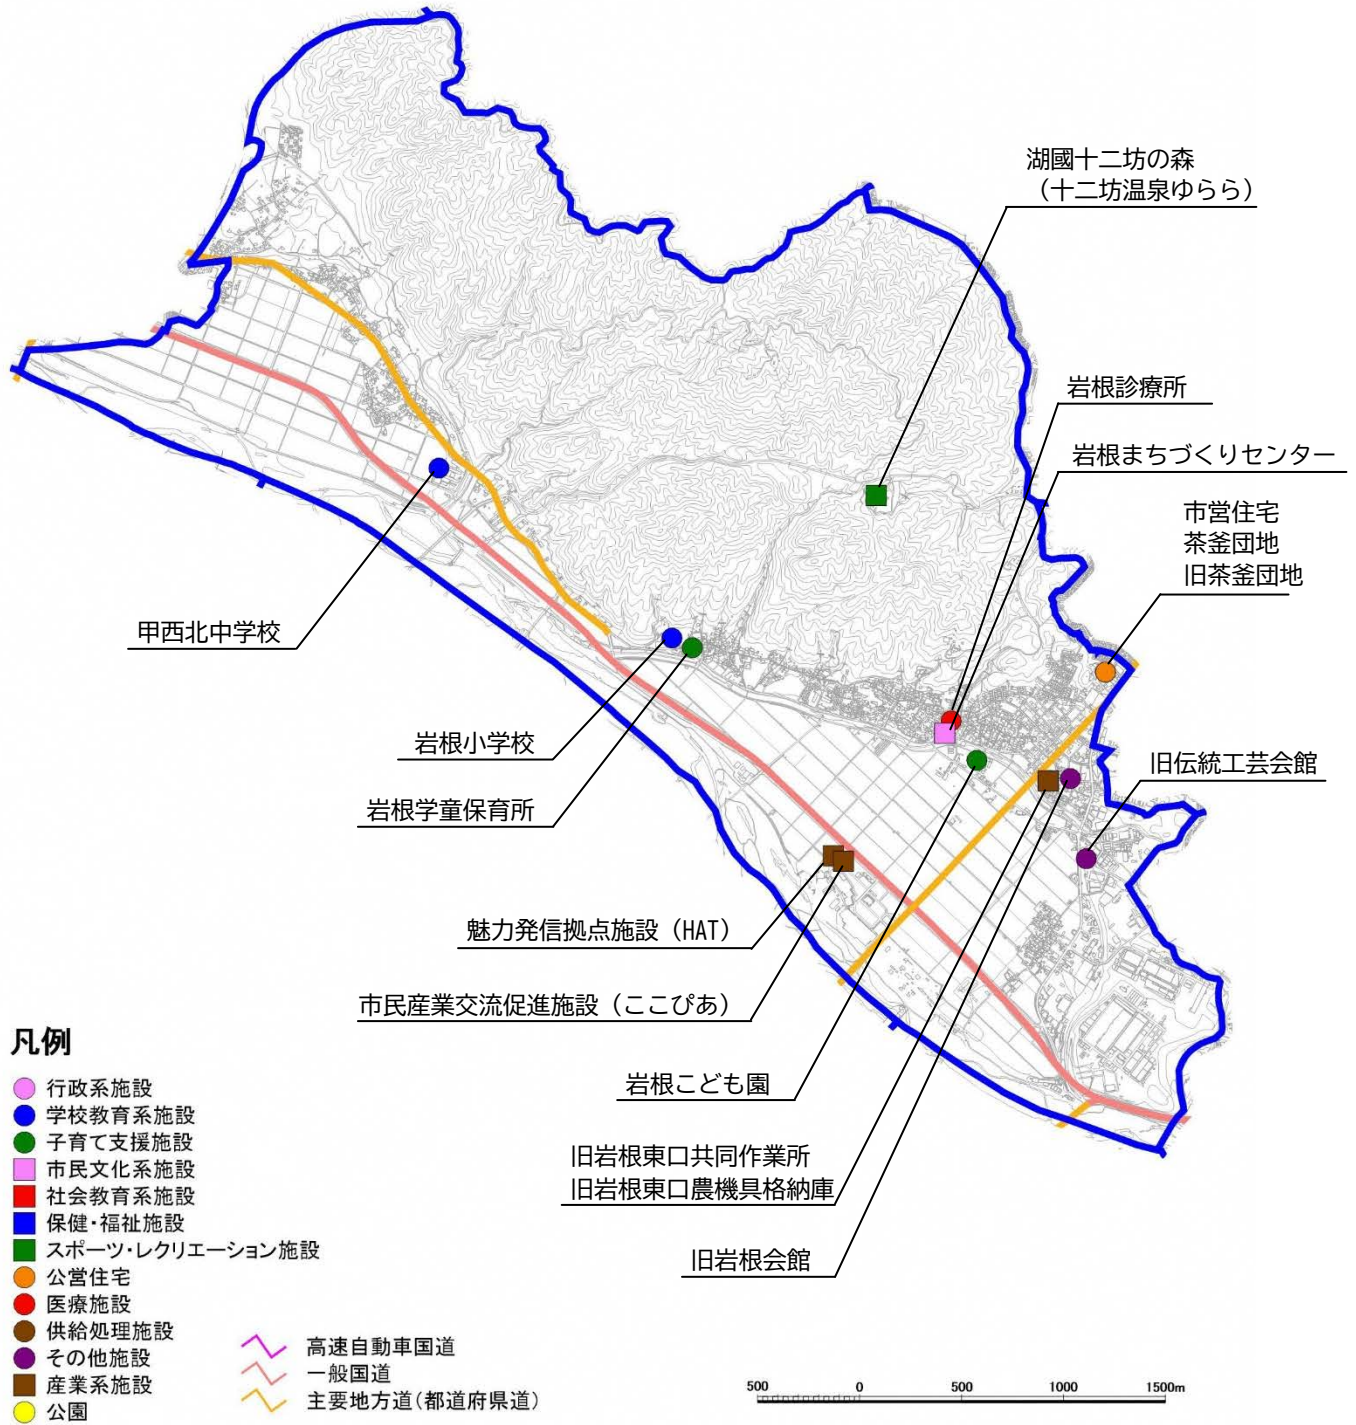 湖國十二坊の森
（十二坊温泉ゆらら）
岩根診療所
岩根まちづくりセンター
市営住宅
茶釜団地
旧茶釜団地
甲西北中学校
岩根小学校
旧伝統工芸会館
岩根学童保育所
魅力発信拠点施設（HAT）
市民産業交流促進施設（ここぴあ）
岩根こども園
旧岩根東口共同作業所
旧岩根東口農機具格納庫
旧岩根会館
凡例
行政系施設
学校教育系施設
子育て支援施設
市民文化系施設
社会教育系施設
保健・福祉施設
スポーツ・レクリエーション施設
公営住宅
医療施設
供給処理施設
その他施設
産業系施設
公園
高速自動車国道
一般国道
主要地方道(都道府県道)
500 0 500 1000 1500m